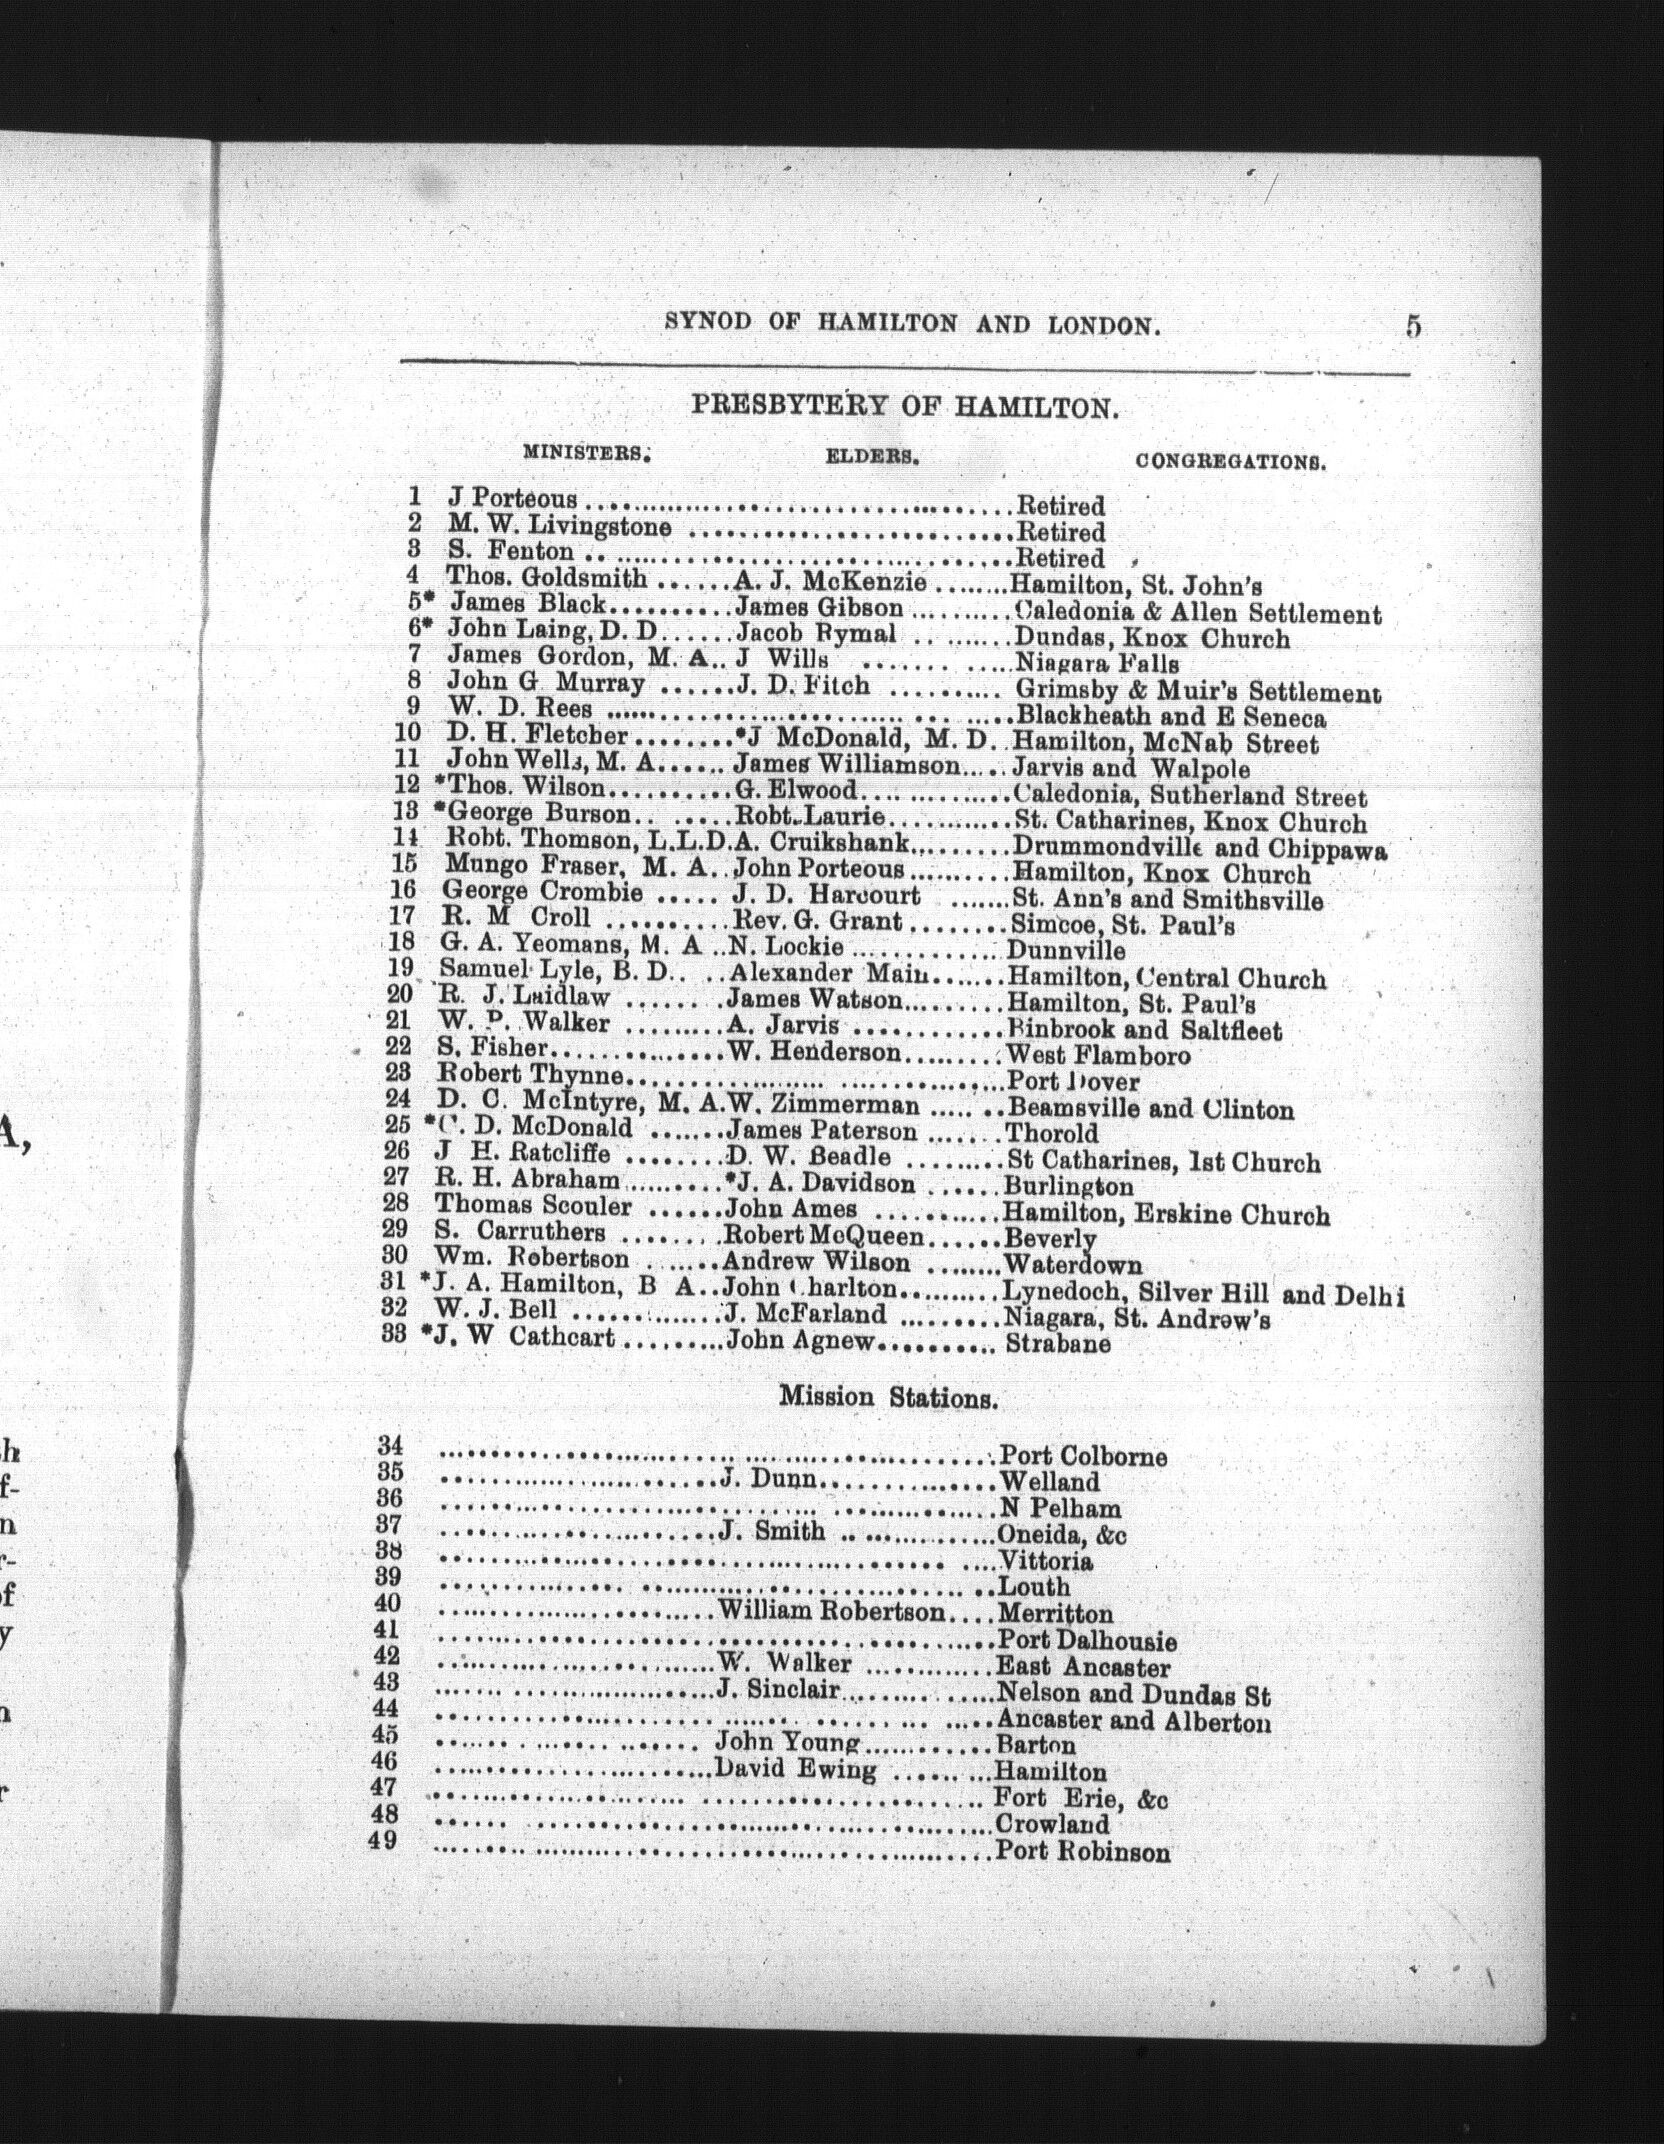 SYNOD OF HAMILTON AND LONDON. 5
PRESBYTERY OF HAMILTON.
MINISTERS. ELDERS. CONGREGATIONS.
1 J Porteous ........ Retired
2 M. W. Livingstone ........ Retired
3 S. Fenton ........ Retired
4 Thos. Goldsmith ...... A. J. McKenzie ........ Hamilton, St. John's
5* James Black .......... James Gibson .......... Caledonia & Allen Settlement
6* John Laing, D. D...... Jacob Rymal ........ Dundas, Knox Church
7 James Gordon, M. A.. J Wills ........ Niagara Falls
8 John G Murray ...... J. D. Fitch .......... Grimsby & Muir's Settlement
9 W. D. Rees ........ Blackheath and E Seneca
10 D. H. Fletcher ........ *J McDonald, M. D.. Hamilton, McNab Street
11 John Wells, M. A...... James Williamson..... Jarvis and Walpole
12 *Thos. Wilson.......... G. Elwood............ Caledonia, Sutherland Street
13 *George Burson.. ..... Robt. Laurie............ St. Catharines, Knox Church
14 Robt. Thomson, L.L.D. A. Cruikshank......... Drummondville and Chippawa
15 Mungo Fraser, M. A.. John Porteous .......... Hamilton, Knox Church
16 George Crombie ..... J. D. Harcourt ....... St. Ann's and Smithsville
17 R. M Croll .......... Rev. G. Grant ........ Simcoe, St. Paul's
18 G. A. Yeomans, M. A .. N. Lockie ............. Dunnville
19 Samuel Lyle, B. D.. .. Alexander Main....... Hamilton, Central Church
20 R. J. Laidlaw ........ James Watson......... Hamilton, St. Paul's
21 W. P. Walker ......... A. Jarvis ............ Binbrook and Saltfleet
22 S. Fisher.............. W. Henderson......... West Flamboro
23 Robert Thynne........ Port Dover
24 D. C. McIntyre, M. A. W. Zimmerman ....... Beamsville and Clinton
25 *C. D. McDonald ....... James Paterson ....... Thorold
26 J H. Ratcliffe ........ D. W. Beadle ......... St Catharines, 1st Church
27 R. H. Abraham ......... *J. A. Davidson ...... Burlington
28 Thomas Scouler ...... John Ames ........... Hamilton, Erskine Church
29 S. Carruthers ........ Robert McQueen...... Beverly
30 Wm. Robertson ...... Andrew Wilson ........ Waterdown
31 *J. A. Hamilton, B A.. John Charlton.......... Lynedoch, Silver Hill and Delhi
32 W. J. Bell ............ J. McFarland ......... Niagara, St. Andrew's
33 *J. W Cathcart ......... John Agnew.......... Strabane
Mission Stations.
34 ........ Port Colborne
35 ........ J. Dunn.............. Welland
36 ........ N Pelham
37 ........ J. Smith ............ Oneida, &c
38 ........ Vittoria
39 ........ Louth
40 ........ William Robertson.... Merritton
41 ........ Port Dalhousie
42 ........ W. Walker .......... East Ancaster
43 ........ J. Sinclair............ Nelson and Dundas St
44 ........ Ancaster and Alberton
45 ........ John Young.......... Barton
46 ........ David Ewing ......... Hamilton
47 ........ Fort Erie, &c
48 ........ Crowland
49 ........ Port Robinson